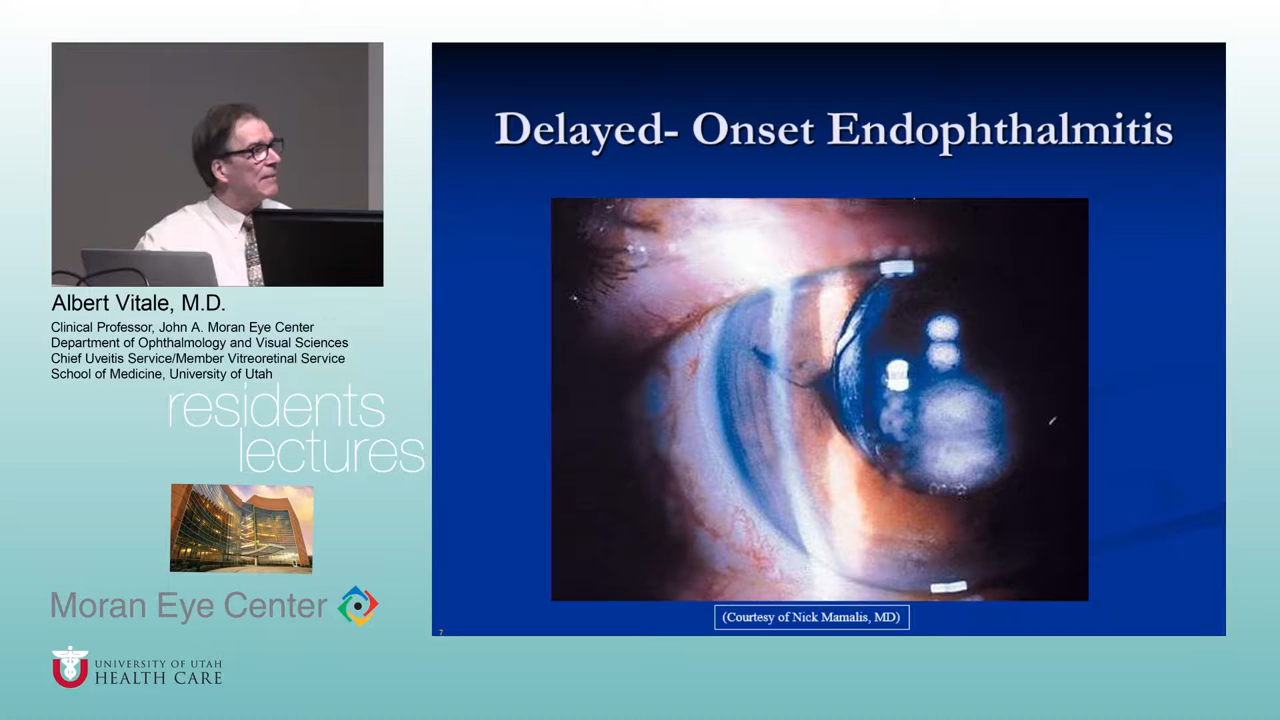 Delayed- Onset Endophthalmitis
(Courtesy of Nick Mamalis, MD)
7
Albert Vitale, M.D.
Clinical Professor, John A. Moran Eye Center
Department of Ophthalmology and Visual Sciences
Chief Uveitis Service/Member Vitreoretinal Service
School of Medicine, University of Utah
residents
lectures
Moran Eye Center
U
UNIVERSITY OF UTAH
HEALTH CARE